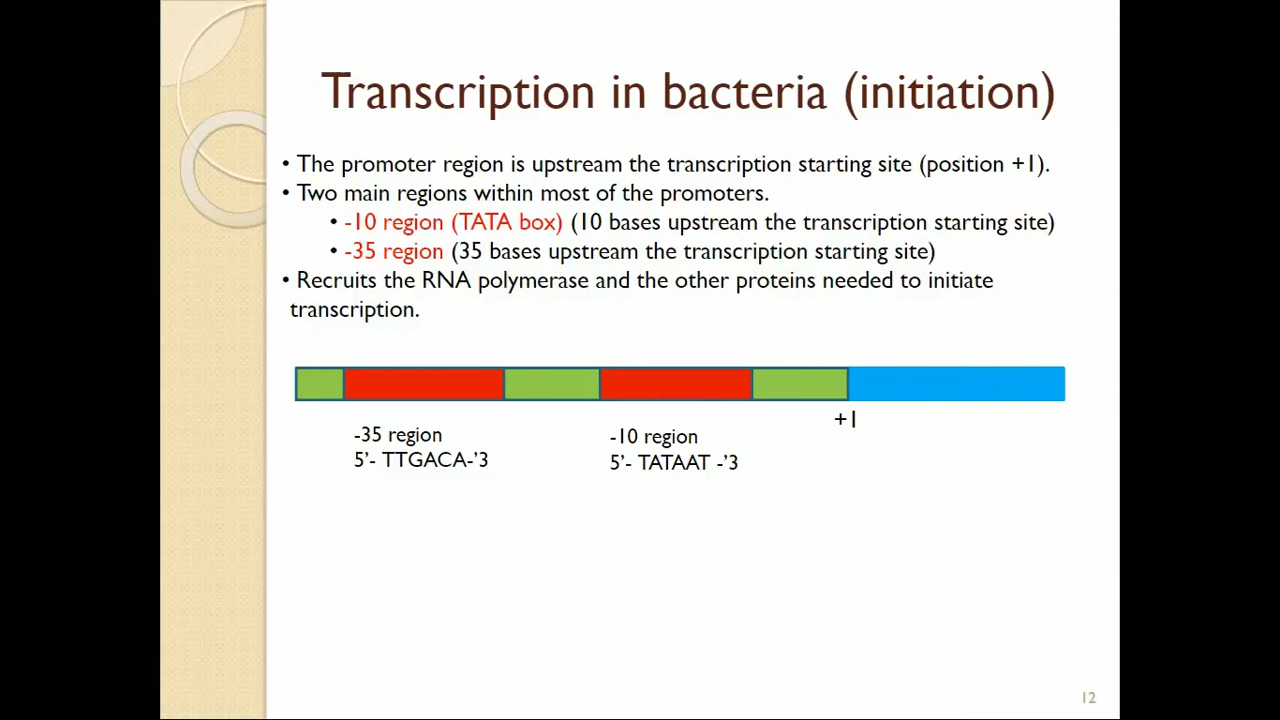 Transcription in bacteria (initiation)
• The promoter region is upstream the transcription starting site (position +1).
• Two main regions within most of the promoters.
• -10 region (TATA box) (10 bases upstream the transcription starting site)
• -35 region (35 bases upstream the transcription starting site)
• Recruits the RNA polymerase and the other proteins needed to initiate
transcription.
+1
-35 region
5’- TTGACA-’3
-10 region
5’- TATAAT -’3
12